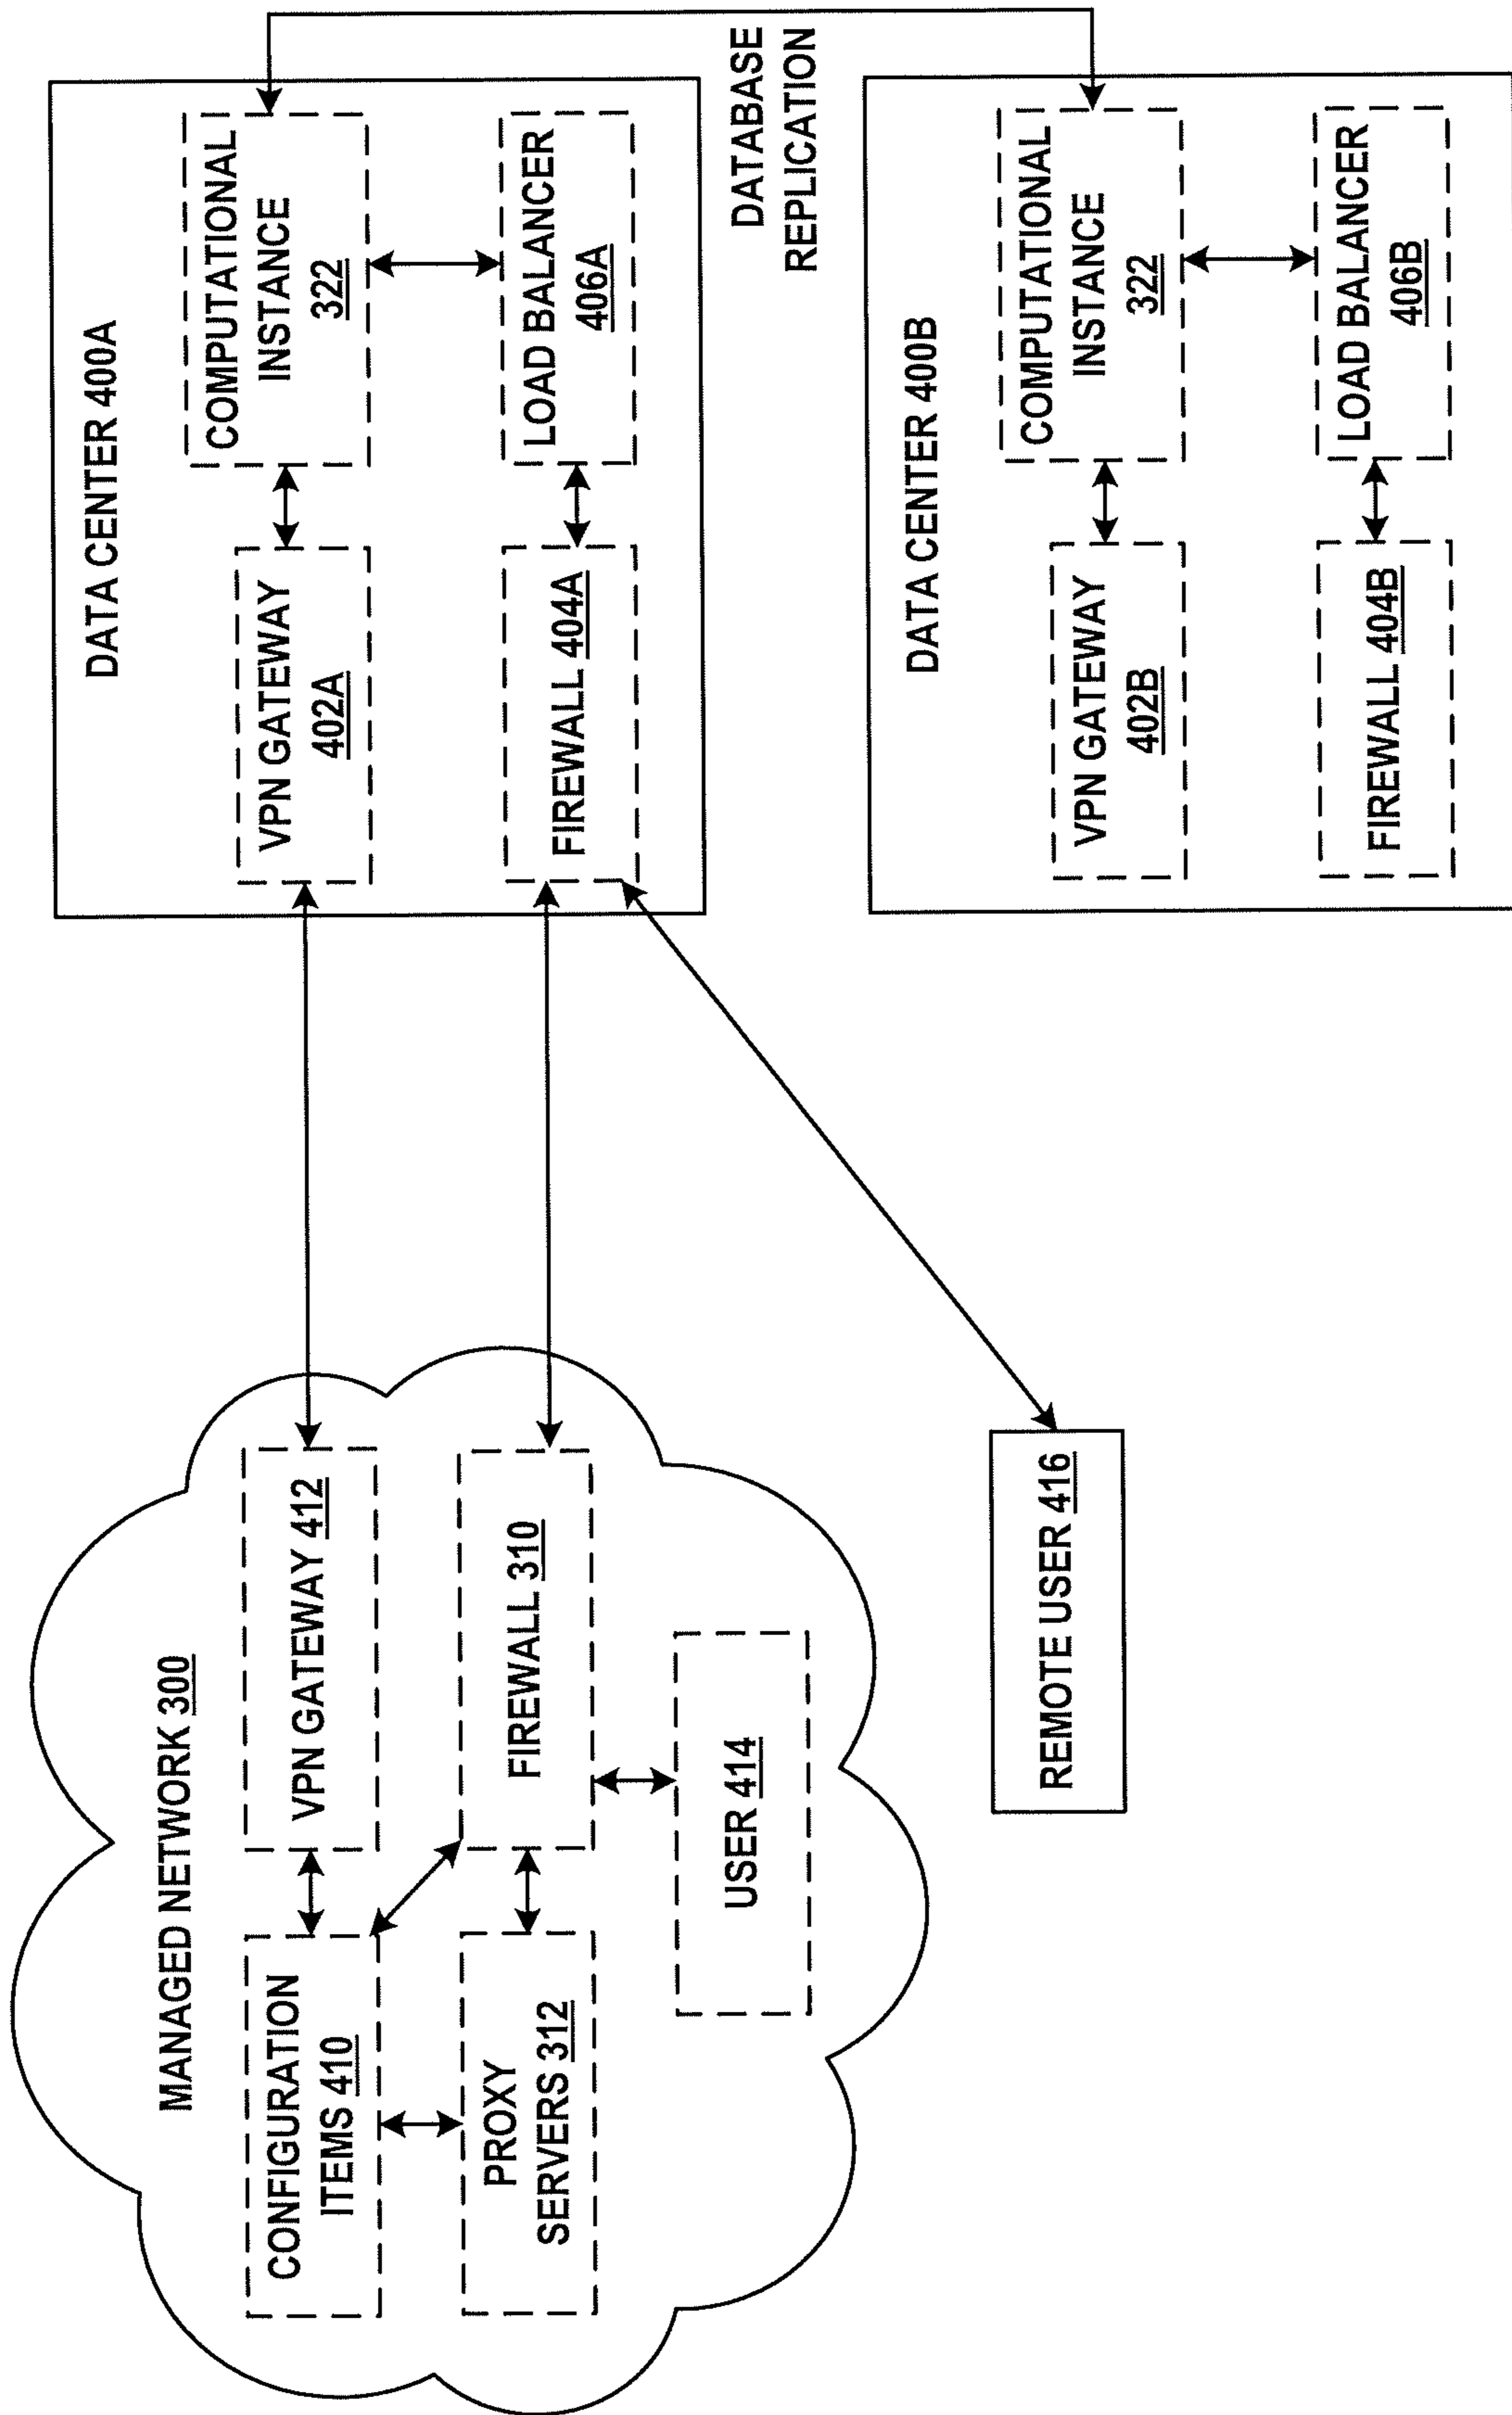 MANAGED NETWORK 300
CONFIGURATION
ITEMS 410
VPN GATEWAY 412
PROXY
SERVERS 312
FIREWALL 310
USER 414
REMOTE USER 416
DATA CENTER 400A
VPN GATEWAY
402A
COMPUTATIONAL
INSTANCE
322
FIREWALL 404A
LOAD BALANCER
406A
DATABASE
REPLICATION
DATA CENTER 400B
VPN GATEWAY
402B
COMPUTATIONAL
INSTANCE
322
FIREWALL 404B
LOAD BALANCER
406B